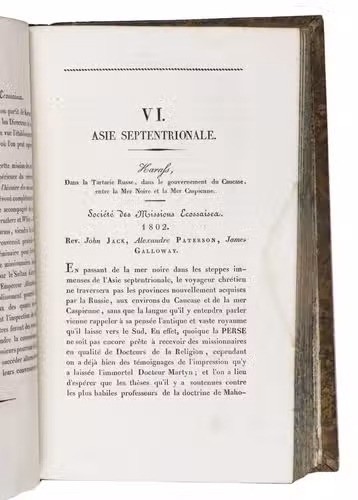 VI.
ASIE SEPTENTRIONALE.
Harass,
Dans la Tartarie Russe, dans le gouvernement du Caucase,
entre la Mer Noire et la Mer Caspienne.
Société des Missions Ecossaises.
1802.
Rev. John JACK, Alexandre PATERSON, James
GALLOWAY.
EN passant de la mer noire dans les steppes im-
menses de l'Asie septentrionale, le voyageur chrétien
ne traversera pas les provinces nouvellement acquises
par la Russie, aux environs du Caucase et de la mer
Caspienne, sans que la langue qu'il y entendra parler
vienne rappeler à sa pensée l'antique et vaste royaume
qu'il laisse vers le Sud. En effet, quoique la PERSE
ne soit pas encore prête à recevoir des missionnaires
en qualité de Docteurs de la Religion, cependant
on a déjà bien des témoignages de l'impression qu'y
a laissée l'immortel Docteur Martyn; et l'on a lieu
d'espérer que les thèses qu'il y a soutenues contre
les plus habiles professeurs de la doctrine de Maho-